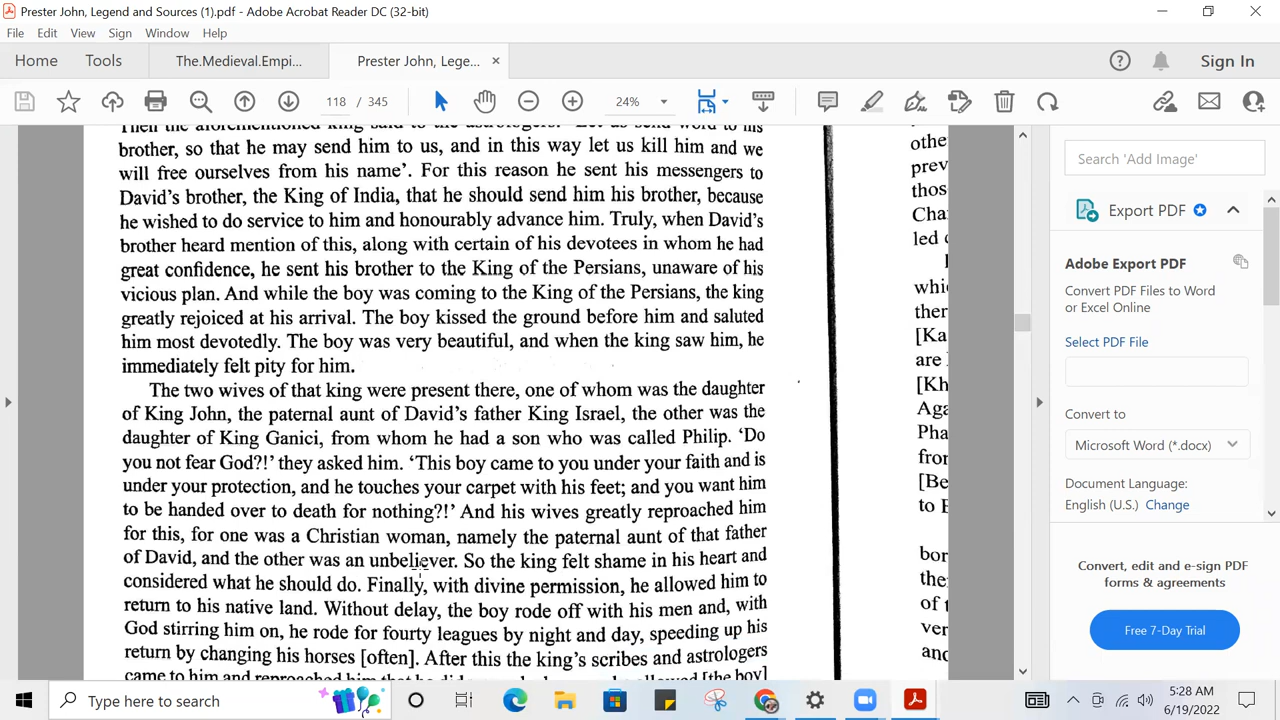 Prester John, Legend and Sources (1).pdf - Adobe Acrobat Reader DC (32-bit)
File Edit View Sign Window Help
Home Tools The.Medieval.Empi... Prester John, Lege... × Sign In
118 / 345 24%
Then the aforementioned king said to the astrologers: 'Let us send word to his
brother, so that he may send him to us, and in this way let us kill him and we
will free ourselves from his name'. For this reason he sent his messengers to
David's brother, the King of India, that he should send him his brother, because
he wished to do service to him and honourably advance him. Truly, when David's
brother heard mention of this, along with certain of his devotees in whom he had
great confidence, he sent his brother to the King of the Persians, unaware of his
vicious plan. And while the boy was coming to the King of the Persians, the king
greatly rejoiced at his arrival. The boy kissed the ground before him and saluted
him most devotedly. The boy was very beautiful, and when the king saw him, he
immediately felt pity for him.
The two wives of that king were present there, one of whom was the daughter
of King John, the paternal aunt of David's father King Israel, the other was the
daughter of King Ganici, from whom he had a son who was called Philip. 'Do
you not fear God?!' they asked him. 'This boy came to you under your faith and is
under your protection, and he touches your carpet with his feet; and you want him
to be handed over to death for nothing?!' And his wives greatly reproached him
for this, for one was a Christian woman, namely the paternal aunt of that father
of David, and the other was an unbeliever. So the king felt shame in his heart and
considered what he should do. Finally, with divine permission, he allowed him to
return to his native land. Without delay, the boy rode off with his men and, with
God stirring him on, he rode for fourty leagues by night and day, speeding up his
return by changing his horses [often]. After this the king's scribes and astrologers
came to him and reproached him that he did allowed [the boy]
othe
prev
those
Char
led c
whic
ther
[Ka
are
[Kh
Aga
Pha
from
[Be
to E
bor
the
of t
ver
and
Search 'Add Image'
Export PDF
Adobe Export PDF
Convert PDF Files to Word
or Excel Online
Select PDF File
Convert to
Microsoft Word (*.docx)
Document Language:
English (U.S.) Change
Convert, edit and e-sign PDF
forms & agreements
Free 7-Day Trial
Type here to search
5:28 AM
6/19/2022